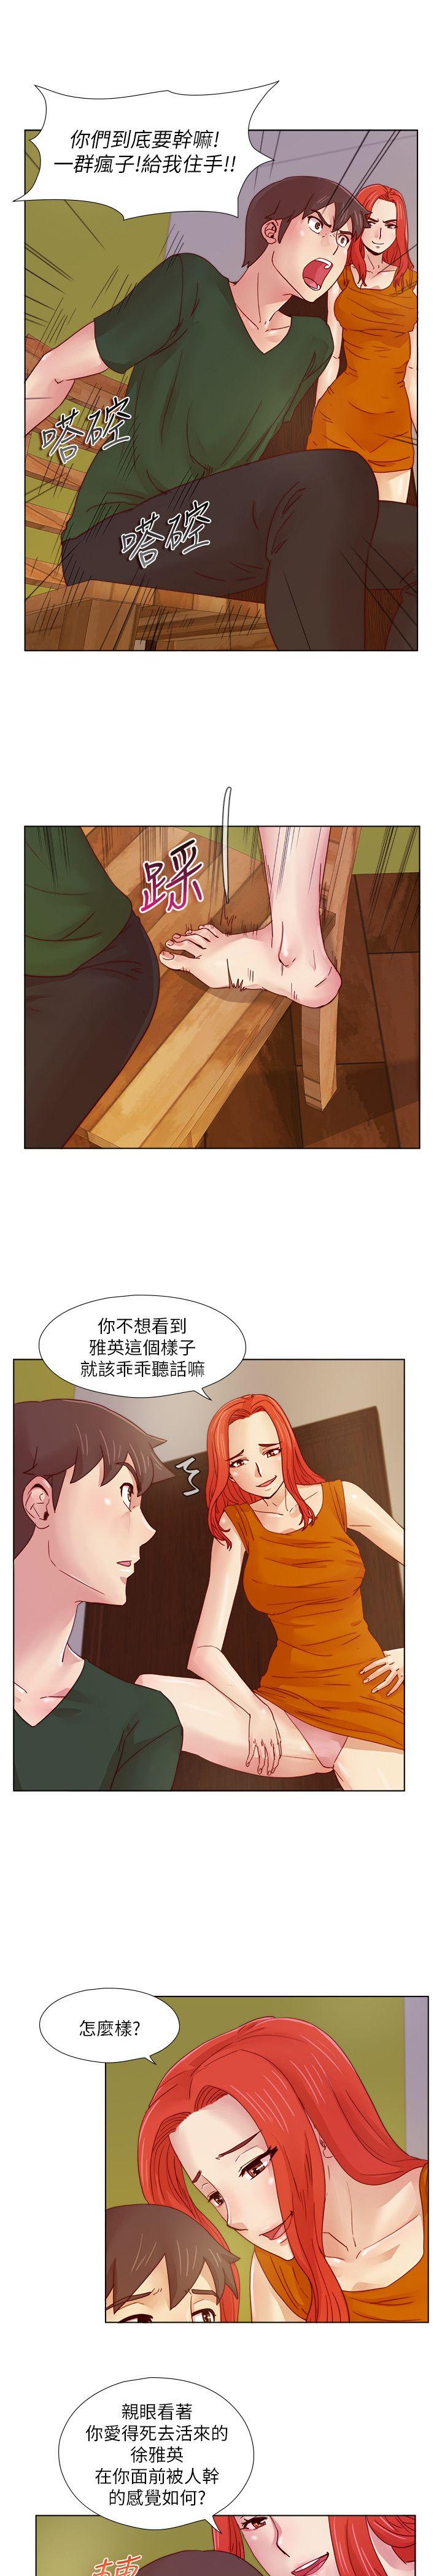 你們到底要幹嘛!
一群瘋子!給我住手!!
嗒硿
嗒硿
踩
你不想看到
雅英這個樣子
就該乖乖聽話嘛
怎麼樣?
親眼看著
你愛得死去活來的
徐雅英
在你面前被人幹
的感覺如何?